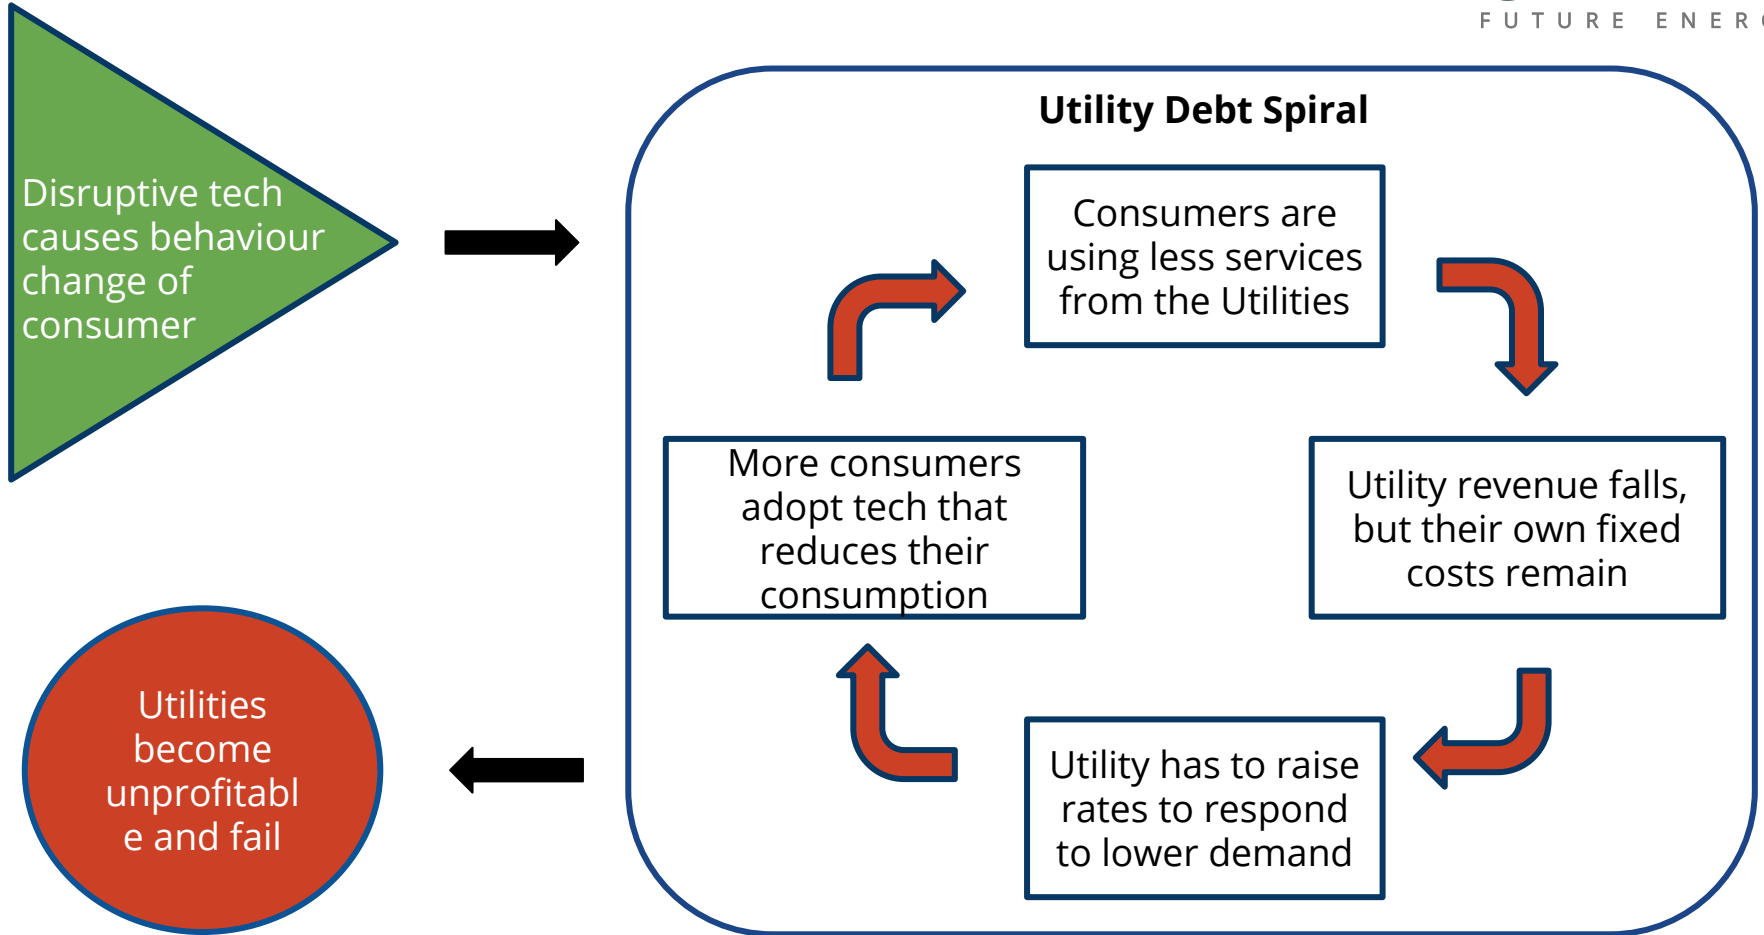 FUTURE
Utility Debt Spiral
Disruptive tech
causes behaviour
change of
consumer
Consumers are
using less services
from the Utilities
More consumers
adopt tech that
reduces their
consumption
Utility revenue falls,
but their own fixed
costs remain
Utilities
become
unprofitabl
e and fail
Utility has to raise
rates to respond
to lower demand